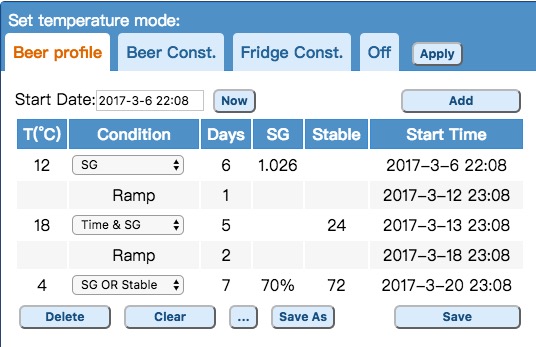 Set temperature mode:
Beer profile Beer Const. Fridge Const. Off Apply
Start Date: 2017-3-6 22:08 Now Add
T(°C) Condition Days SG Stable Start Time
12 SG 6 1.026 2017-3-6 22:08
Ramp 1 2017-3-12 23:08
18 Time & SG 5 24 2017-3-13 23:08
Ramp 2 2017-3-18 23:08
4 SG OR Stable 7 70% 72 2017-3-20 23:08
Delete Clear ... Save As Save